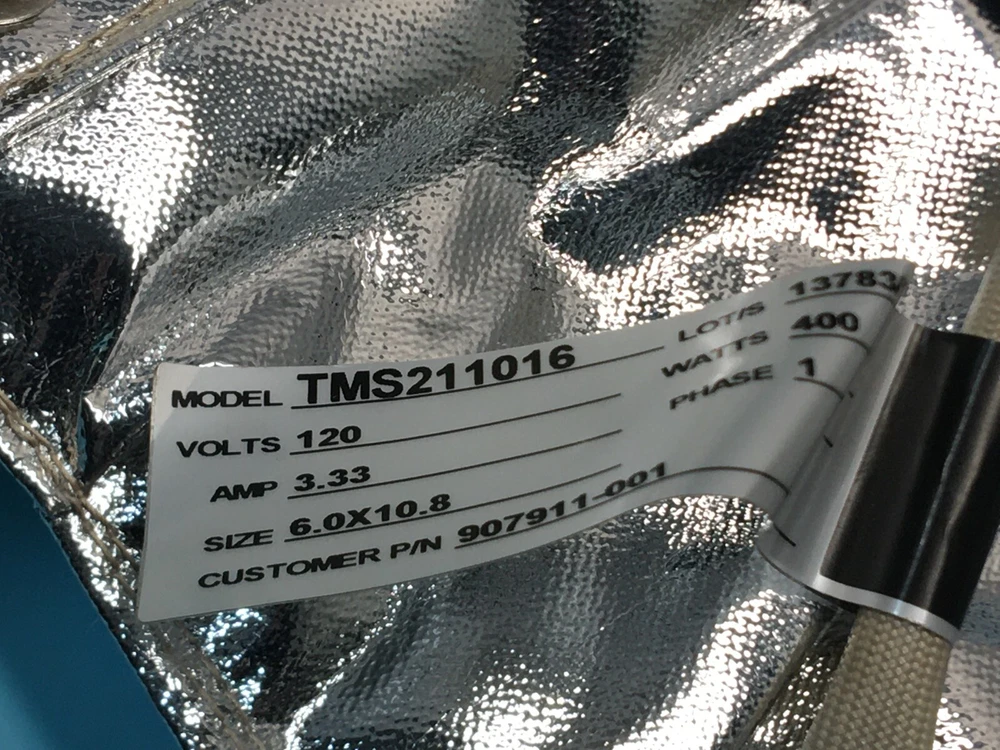 MODEL TMS211016 LOT/S 13783
VOLTS 120 WATTS 400
AMP 3.33 PHASE 1
SIZE 6.0X10.8
CUSTOMER P/N 907911-001